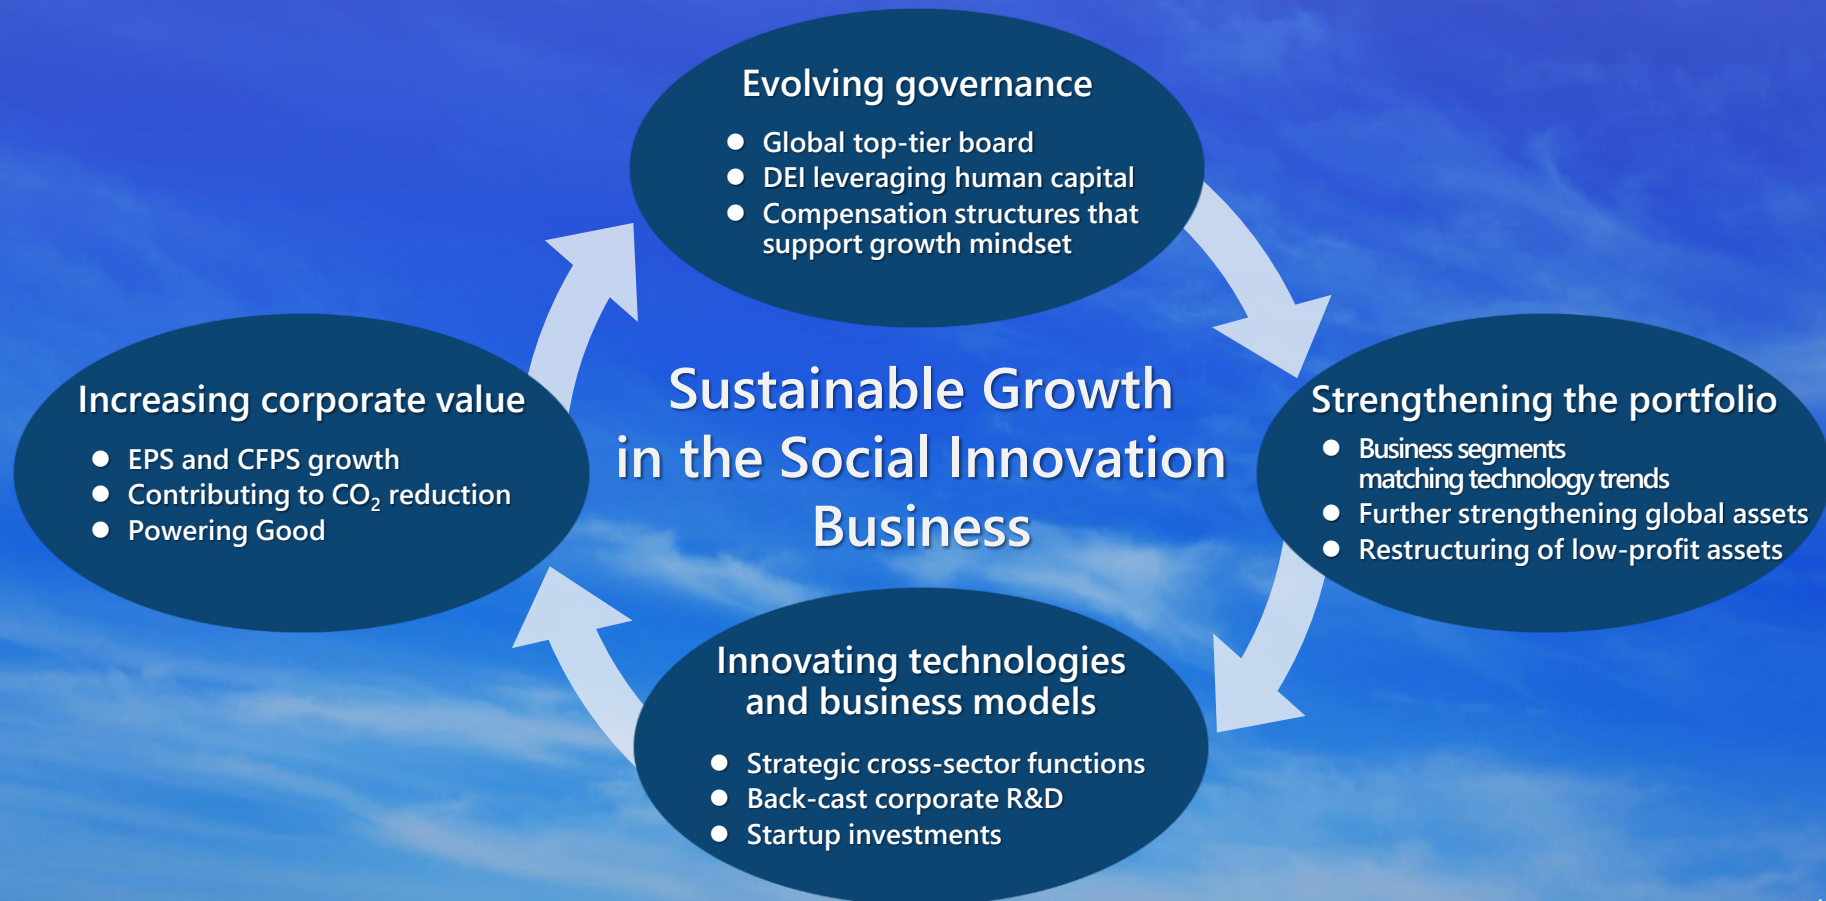 Evolving governance
● Global top-tier board
● DEI leveraging human capital
● Compensation structures that
support growth mindset
Strengthening the portfolio
● Business segments
matching technology trends
● Further strengthening global assets
● Restructuring of low-profit assets
Innovating technologies
and business models
● Strategic cross-sector functions
● Back-cast corporate R&D
● Startup investments
Increasing corporate value
● EPS and CFPS growth
● Contributing to CO₂ reduction
● Powering Good
Sustainable Growth
in the Social Innovation
Business